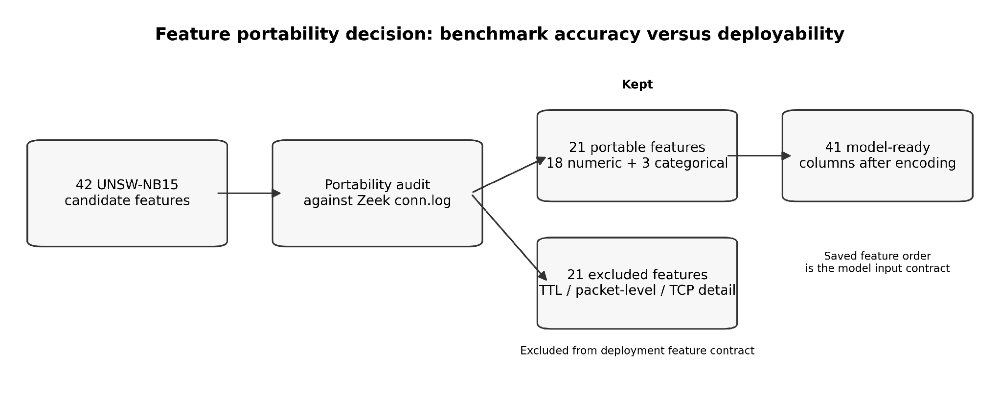 Feature portability decision: benchmark accuracy versus deployability
Kept
42 UNSW-NB15
candidate features
Portability audit
against Zeek conn.log
21 portable features
18 numeric + 3 categorical
41 model-ready
columns after encoding
21 excluded features
TTL / packet-level / TCP detail
Saved feature order
is the model input contract
Excluded from deployment feature contract